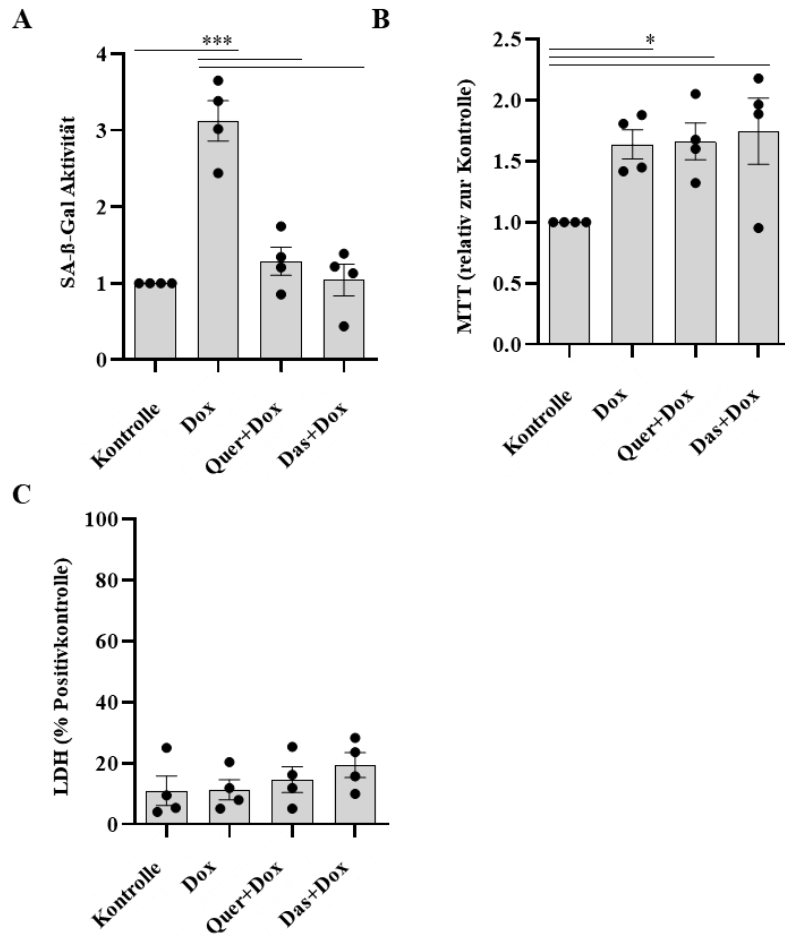 A
***
SA-ß-Gal Aktivität
4
3
2
1
0
Kontrolle
Dox
Quer+Dox
Das+Dox
B
*
MTT (relativ zur Kontrolle)
2.5
2.0
1.5
1.0
0.5
0.0
Kontrolle
Dox
Quer+Dox
Das+Dox
C
LDH (% Positivkontrolle)
100
80
60
40
20
0
Kontrolle
Dox
Quer+Dox
Das+Dox